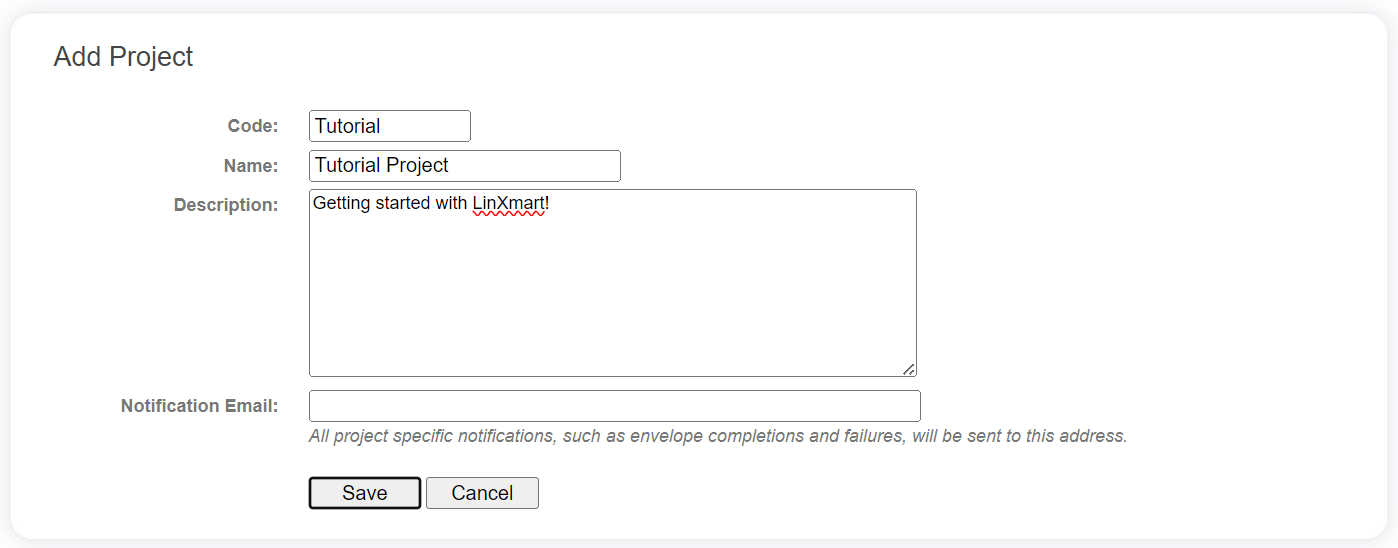 Add Project
Code: Tutorial
Name: Tutorial Project
Description: Getting started with LinXmart!
Notification Email:
All project specific notifications, such as envelope completions and failures, will be sent to this address.
Save Cancel